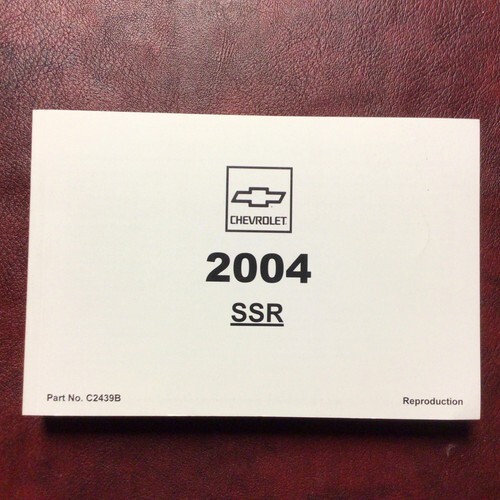 CHEVROLET
2004
SSR
Part No. C2439B
Reproduction